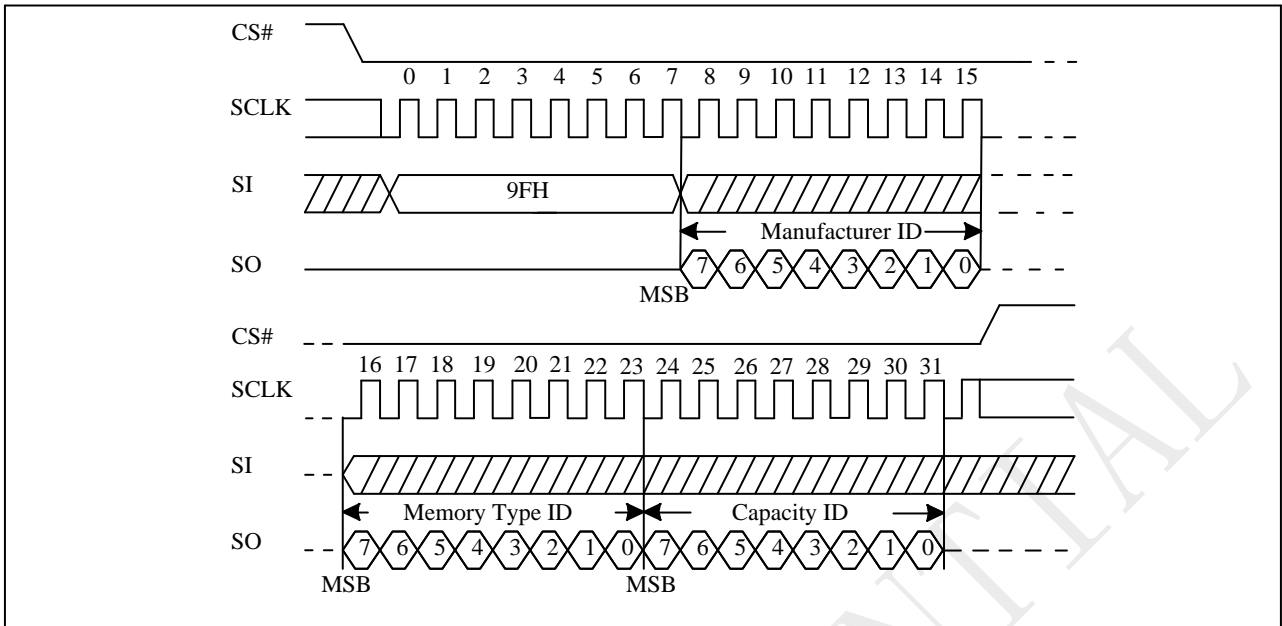 CS#
0 1 2 3 4 5 6 7 8 9 10 11 12 13 14 15
SCLK
SI
9FH
Manufacturer ID
SO
7 6 5 4 3 2 1 0
MSB
CS#
16 17 18 19 20 21 22 23 24 25 26 27 28 29 30 31
SCLK
SI
Memory Type ID Capacity ID
SO
7 6 5 4 3 2 1 0 7 6 5 4 3 2 1 0
MSB MSB